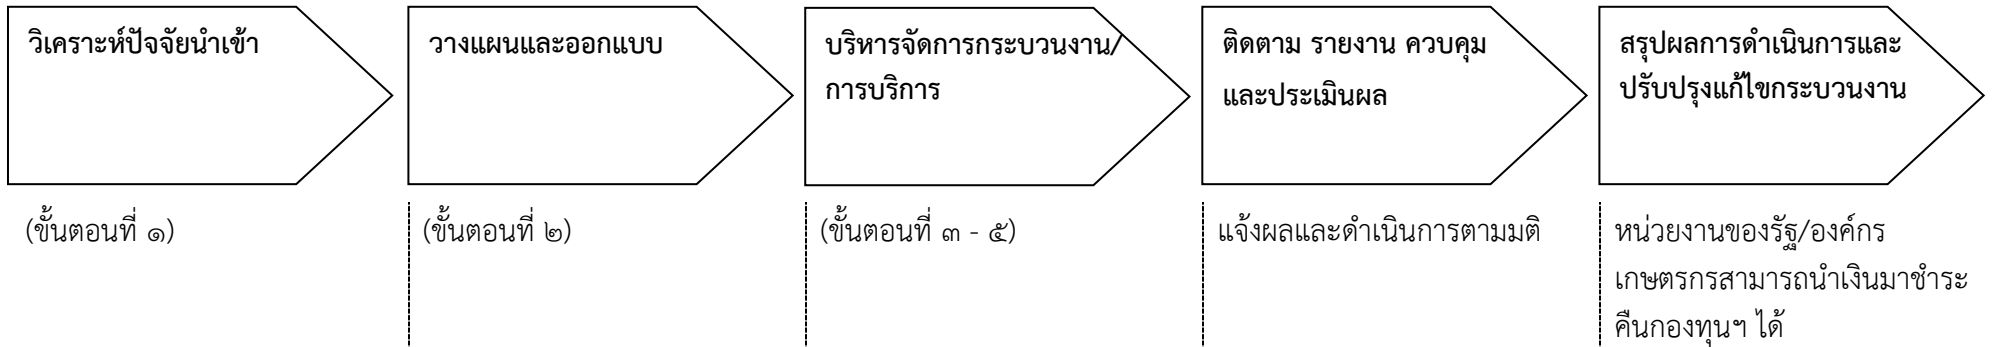 วิเคราะห์ปัจจัยนำเข้า
วางแผนและออกแบบ
บริหารจัดการกระบวนงาน/
การบริการ
ติดตาม รายงาน ควบคุม
และประเมินผล
สรุปผลการดำเนินการและ
ปรับปรุงแก้ไขกระบวนงาน
(ขั้นตอนที่ ๑)
(ขั้นตอนที่ ๒)
(ขั้นตอนที่ ๓ - ๕)
แจ้งผลและดำเนินการตามมติ
หน่วยงานของรัฐ/องค์กร
เกษตรกรสามารถนำเงินมาชำระ
คืนกองทุนฯ ได้